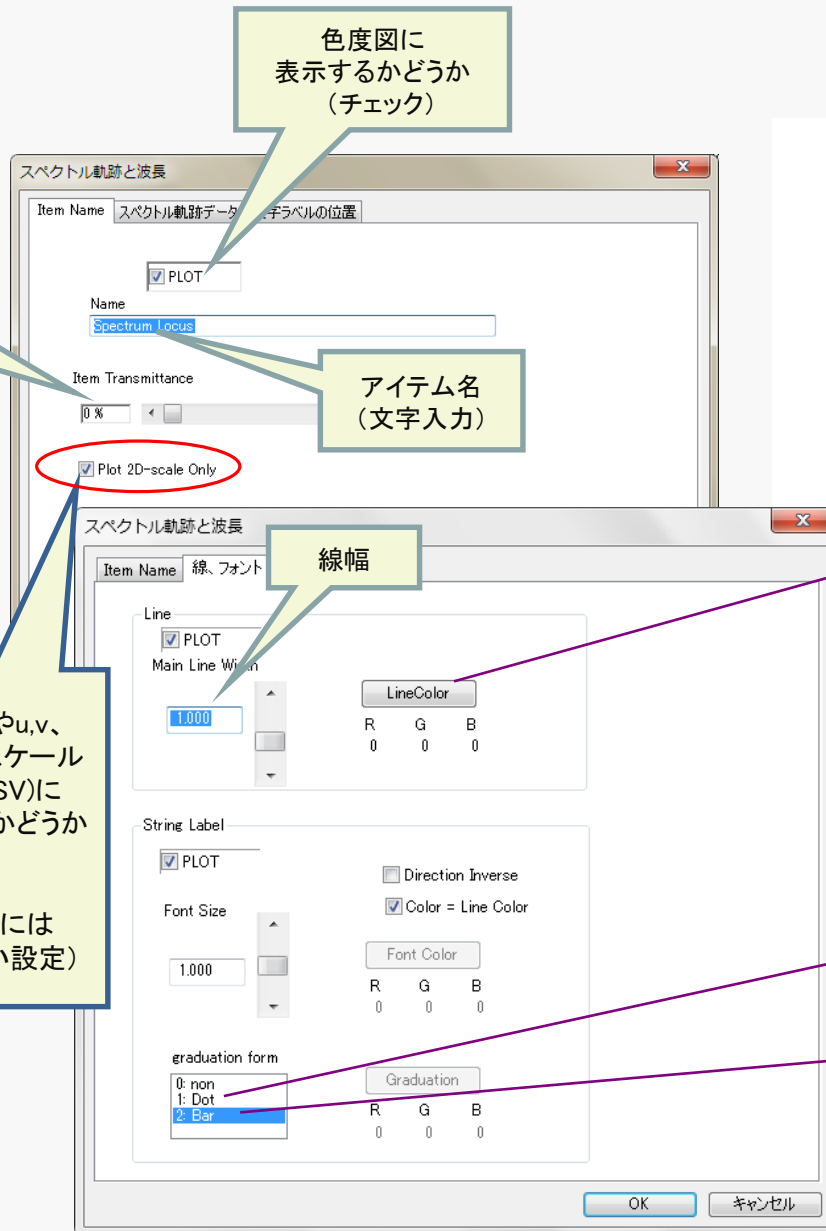 色度図に
表示するかどうか
（チェック）
スペクトル軌跡と波長
Item Name
スペクトル軌跡データ
文字ラベルの位置
PLOT
Name
Spectrum Locus
Item Transmittance
0 %
アイテム名
（文字入力）
Plot 2D-scale Only
スペクトル軌跡と波長
Item Name
線、フォント
線幅
Line
PLOT
Main Line Width
1.000
LineColor
R G B
0 0 0
やu,v、
スケール
SV)に
かどうか
には
い設定）
String Label
PLOT
Direction Inverse
Color = Line Color
Font Size
1.000
Font Color
R G B
0 0 0
graduation form
0: non
1: Dot
2: Bar
Graduation
R G B
0 0 0
OK
キャンセル